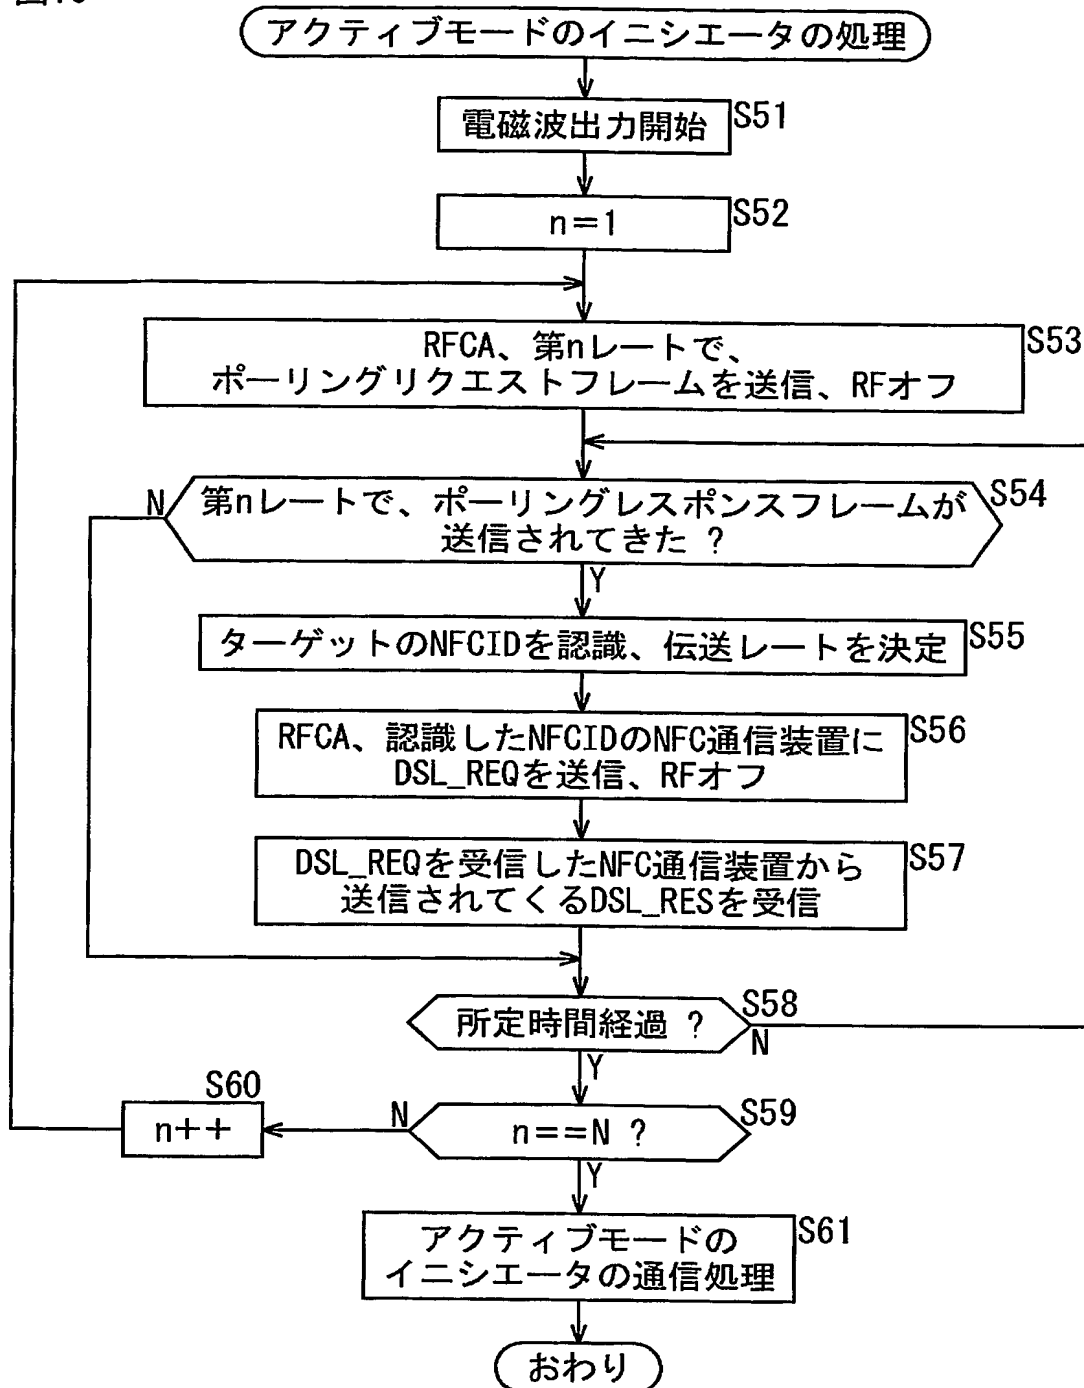 アクティブモードのイニシエータの処理
電磁波出力開始
S51
n=1
S52
RFCA、第nレートで、
ポーリングリクエストフレームを送信、RFオフ
S53
第nレートで、ポーリングレスポンスフレームが
送信されてきた ?
S54
N
Y
ターゲットのNFCIDを認識、伝送レートを決定
S55
RFCA、認識したNFCIDのNFC通信装置に
DSL_REQを送信、RFオフ
S56
DSL_REQを受信したNFC通信装置から
送信されてくるDSL_RESを受信
S57
所定時間経過 ?
S58
N
Y
S60
n++
N
n==N ?
S59
Y
アクティブモードの
イニシエータの通信処理
S61
おわり